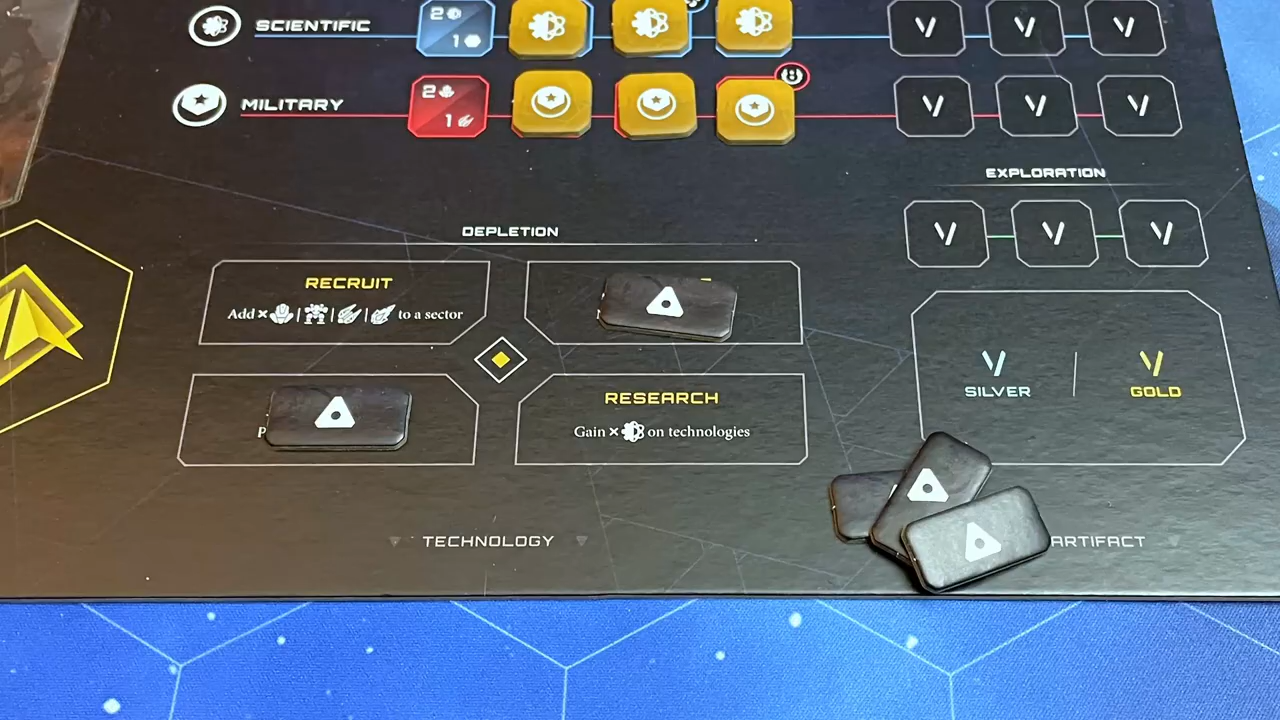 SCIENTIFIC
2
1
MILITARY
2
1
EXPLORATION
DEPLETION
RECRUIT
Add × | | | to a sector
RESEARCH
Gain × on technologies
SILVER
GOLD
TECHNOLOGY
ARTIFACT